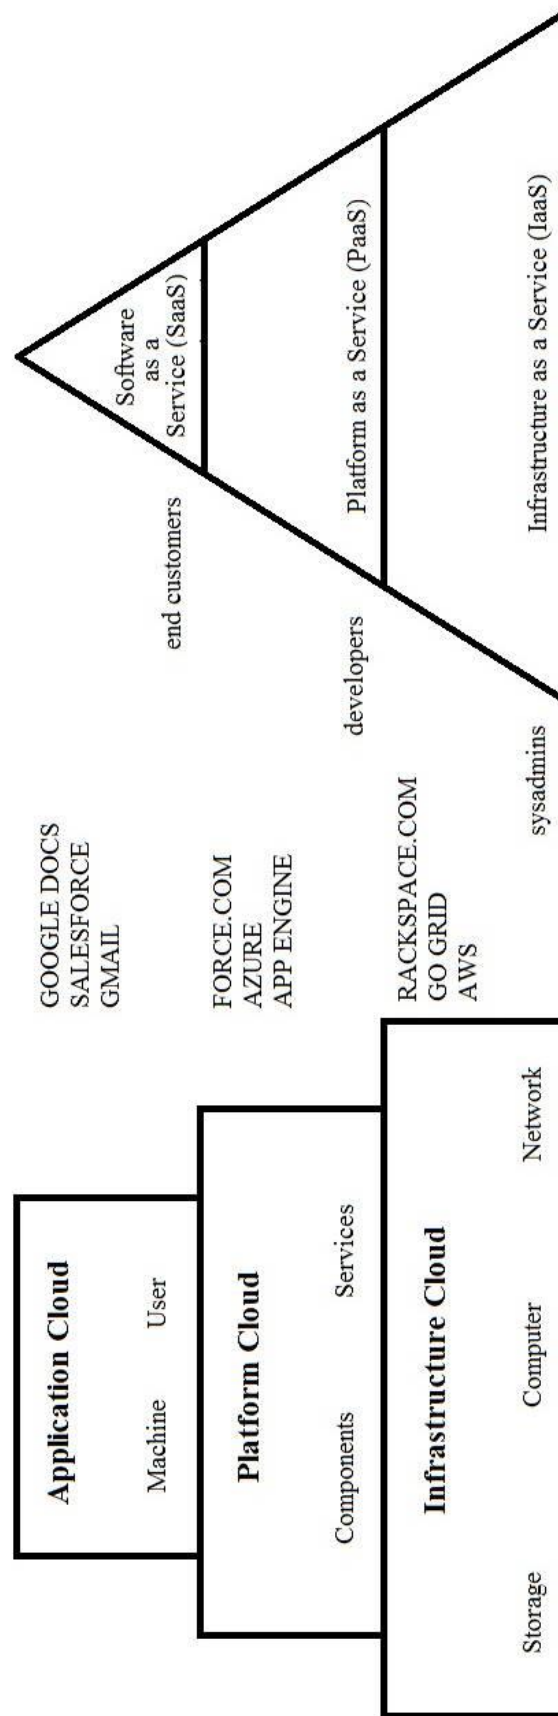 Application Cloud
Machine User
Platform Cloud
Components Services
Infrastructure Cloud
Storage Computer Network
GOOGLE DOCS
SALESFORCE
GMAIL
FORCE.COM
AZURE
APP ENGINE
RACKSPACE.COM
GO GRID
AWS
end customers
developers
sysadmins
Software
as a
Service (SaaS)
Platform as a Service (PaaS)
Infrastructure as a Service (IaaS)